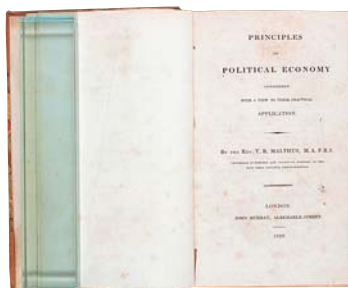 PRINCIPLES
OF
POLITICAL ECONOMY
CONSIDERED
WITH A VIEW TO THEIR PRACTICAL
APPLICATION.
BY THE REV. T. R. MALTHUS, M.A. F.R.S.
LONDON:
JOHN MURRAY, ALBEMARLE-STREET.